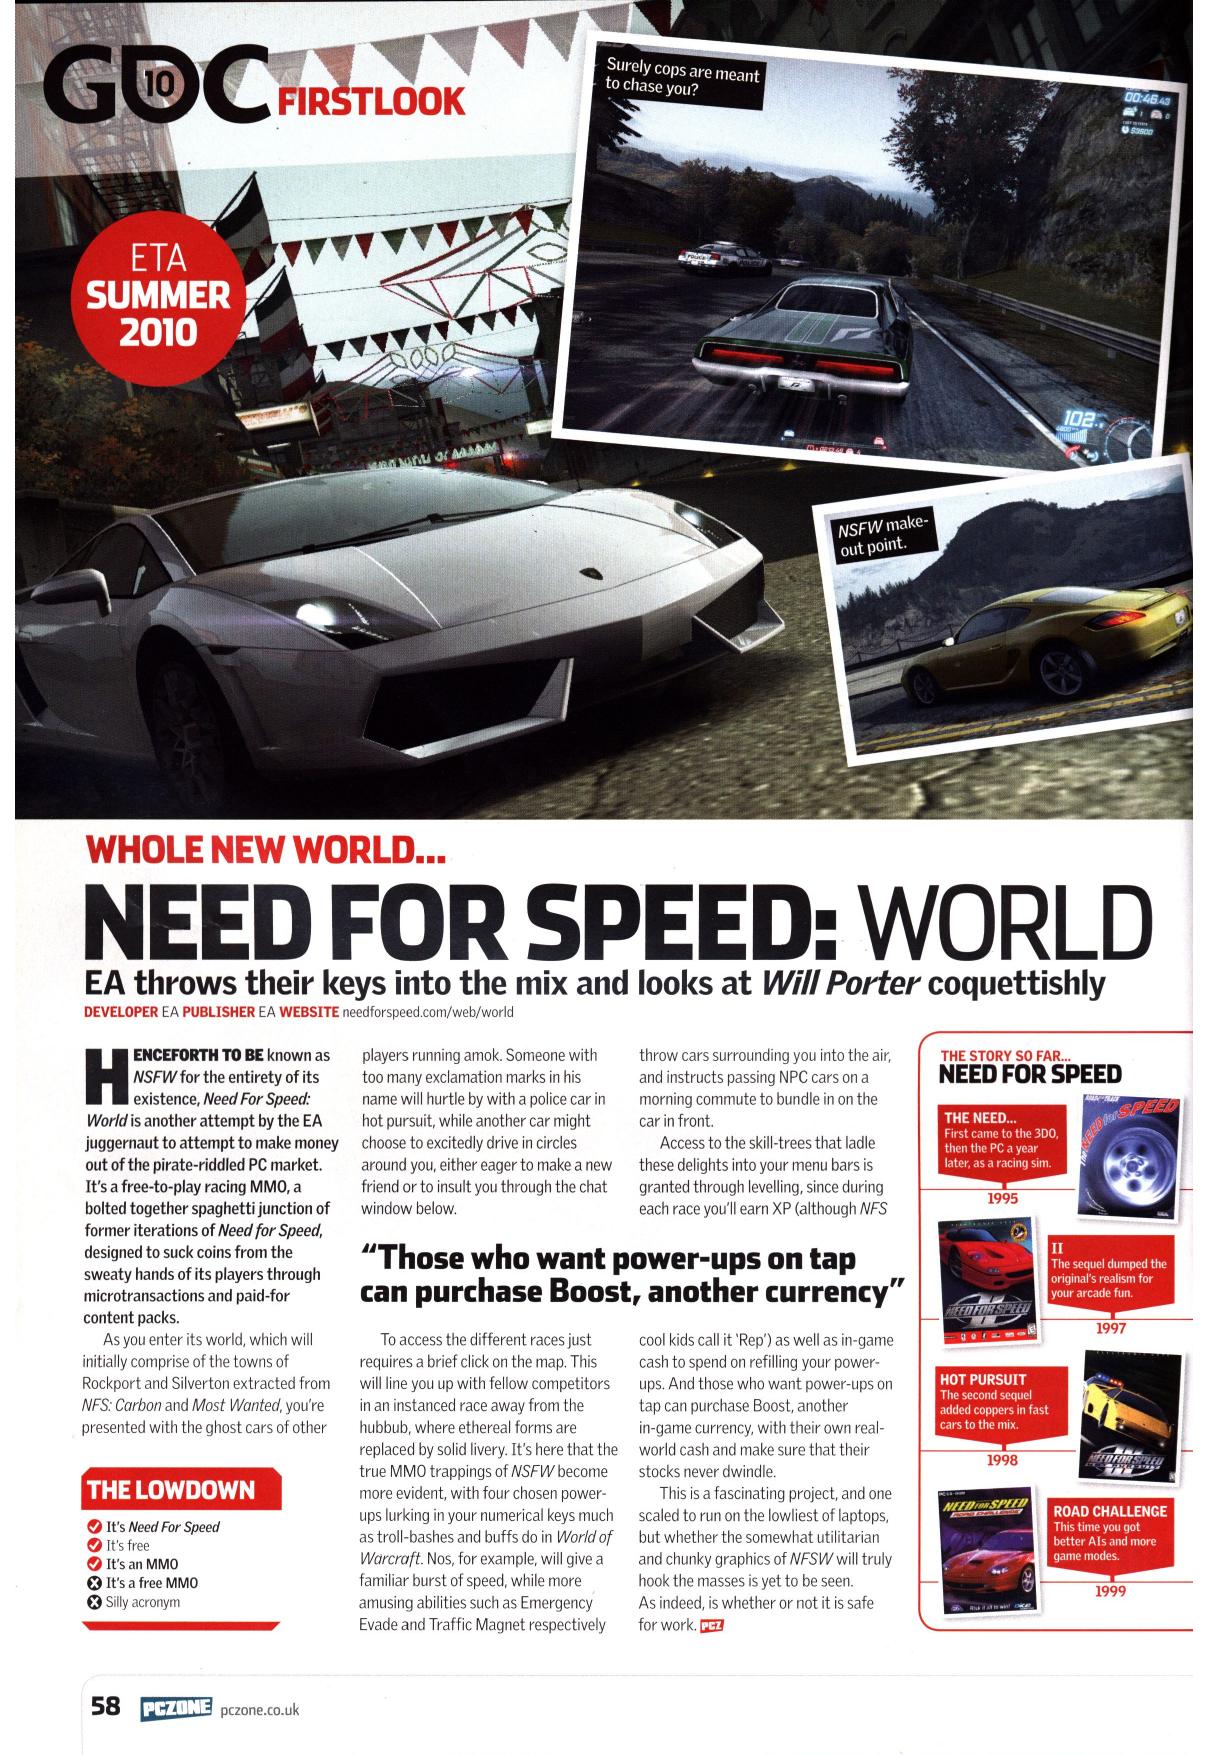 GDC
10
FIRSTLOOK
ETA
SUMMER
2010
Surely cops are meant
to chase you?
00:46.43
$3500
POLICE
102
NSFW make-
out point.
WHOLE NEW WORLD...
NEED FOR SPEED: WORLD
EA throws their keys into the mix and looks at Will Porter coquettishly
DEVELOPER EA PUBLISHER EA WEBSITE needforspeed.com/web/world
HENCEFORTH TO BE known as
NSFW for the entirety of its
existence, Need For Speed:
World is another attempt by the EA
juggernaut to attempt to make money
out of the pirate-riddled PC market.
It's a free-to-play racing MMO, a
bolted together spaghetti junction of
former iterations of Need for Speed,
designed to suck coins from the
sweaty hands of its players through
microtransactions and paid-for
content packs.
As you enter its world, which will
initially comprise of the towns of
Rockport and Silverton extracted from
NFS: Carbon and Most Wanted, you're
presented with the ghost cars of other
THE LOWDOWN
It's Need For Speed
It's free
It's an MMO
It's a free MMO
Silly acronym
players running amok. Someone with
too many exclamation marks in his
name will hurtle by with a police car in
hot pursuit, while another car might
choose to excitedly drive in circles
around you, either eager to make a new
friend or to insult you through the chat
window below.
"Those who want power-ups on tap
can purchase Boost, another currency"
To access the different races just
requires a brief click on the map. This
will line you up with fellow competitors
in an instanced race away from the
hubbub, where ethereal forms are
replaced by solid livery. It's here that the
true MMO trappings of NSFW become
more evident, with four chosen power-
ups lurking in your numerical keys much
as troll-bashes and buffs do in World of
Warcraft. Nos, for example, will give a
familiar burst of speed, while more
amusing abilities such as Emergency
Evade and Traffic Magnet respectively
throw cars surrounding you into the air,
and instructs passing NPC cars on a
morning commute to bundle in on the
car in front.
Access to the skill-trees that ladle
these delights into your menu bars is
granted through levelling, since during
each race you'll earn XP (although NFS
cool kids call it 'Rep') as well as in-game
cash to spend on refilling your power-
ups. And those who want power-ups on
tap can purchase Boost, another
in-game currency, with their own real-
world cash and make sure that their
stocks never dwindle.
This is a fascinating project, and one
scaled to run on the lowliest of laptops,
but whether the somewhat utilitarian
and chunky graphics of NFSW will truly
hook the masses is yet to be seen.
As indeed, is whether or not it is safe
for work. PCZ
THE STORY SO FAR...
NEED FOR SPEED
THE NEED...
First came to the 3DO,
then the PC a year
later, as a racing sim.
1995
ROAD & TRACK
THE NEED for SPEED
NEED FOR SPEED
II
II
The sequel dumped the
original's realism for
your arcade fun.
1997
HOT PURSUIT
The second sequel
added coppers in fast
cars to the mix.
1998
NEED FOR SPEED
III
NEED FOR SPEED
ROAD CHALLENGE
ROAD CHALLENGE
This time you got
better AIs and more
game modes.
1999
58 PCZONE pczone.co.uk